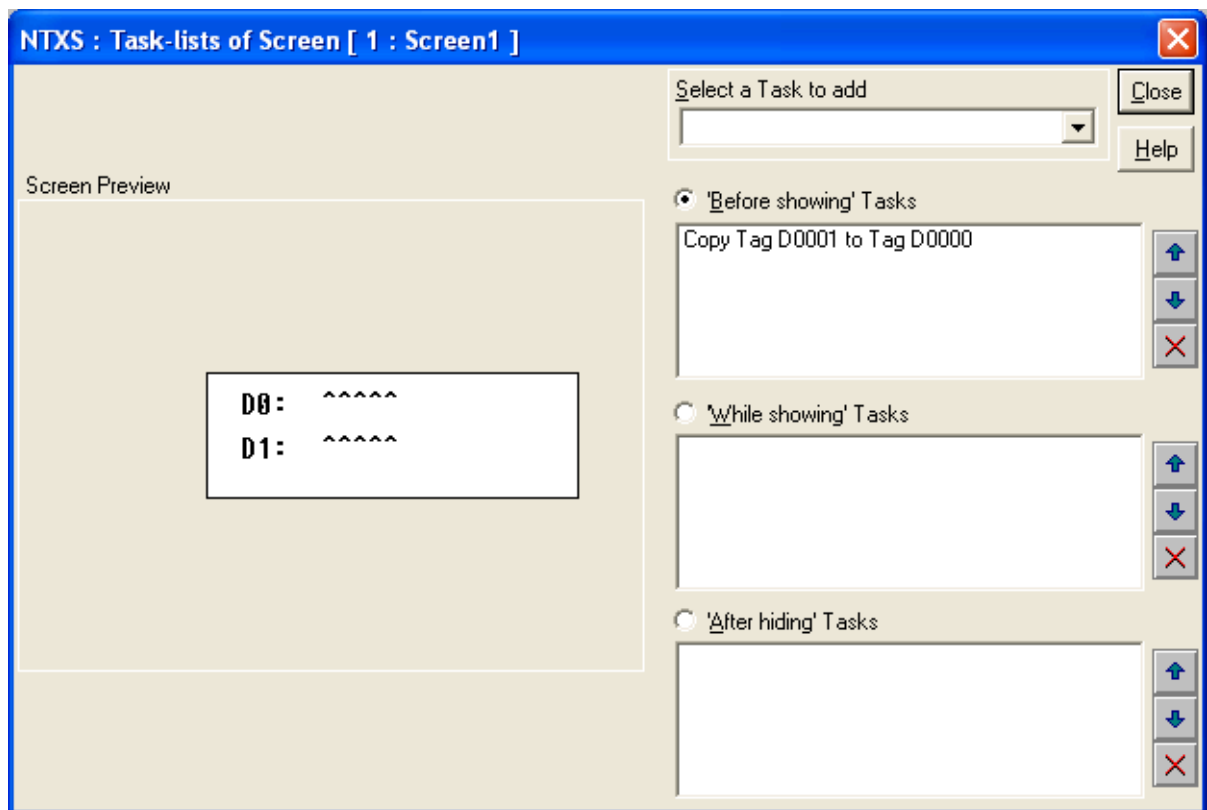 NTXS : Task-lists of Screen [ 1 : Screen1 ]
Select a Task to add
Close
Help
Screen Preview
'Before showing' Tasks
Copy Tag D0001 to Tag D0000
D0: ^^^^^
D1: ^^^^^
'While showing' Tasks
'After hiding' Tasks